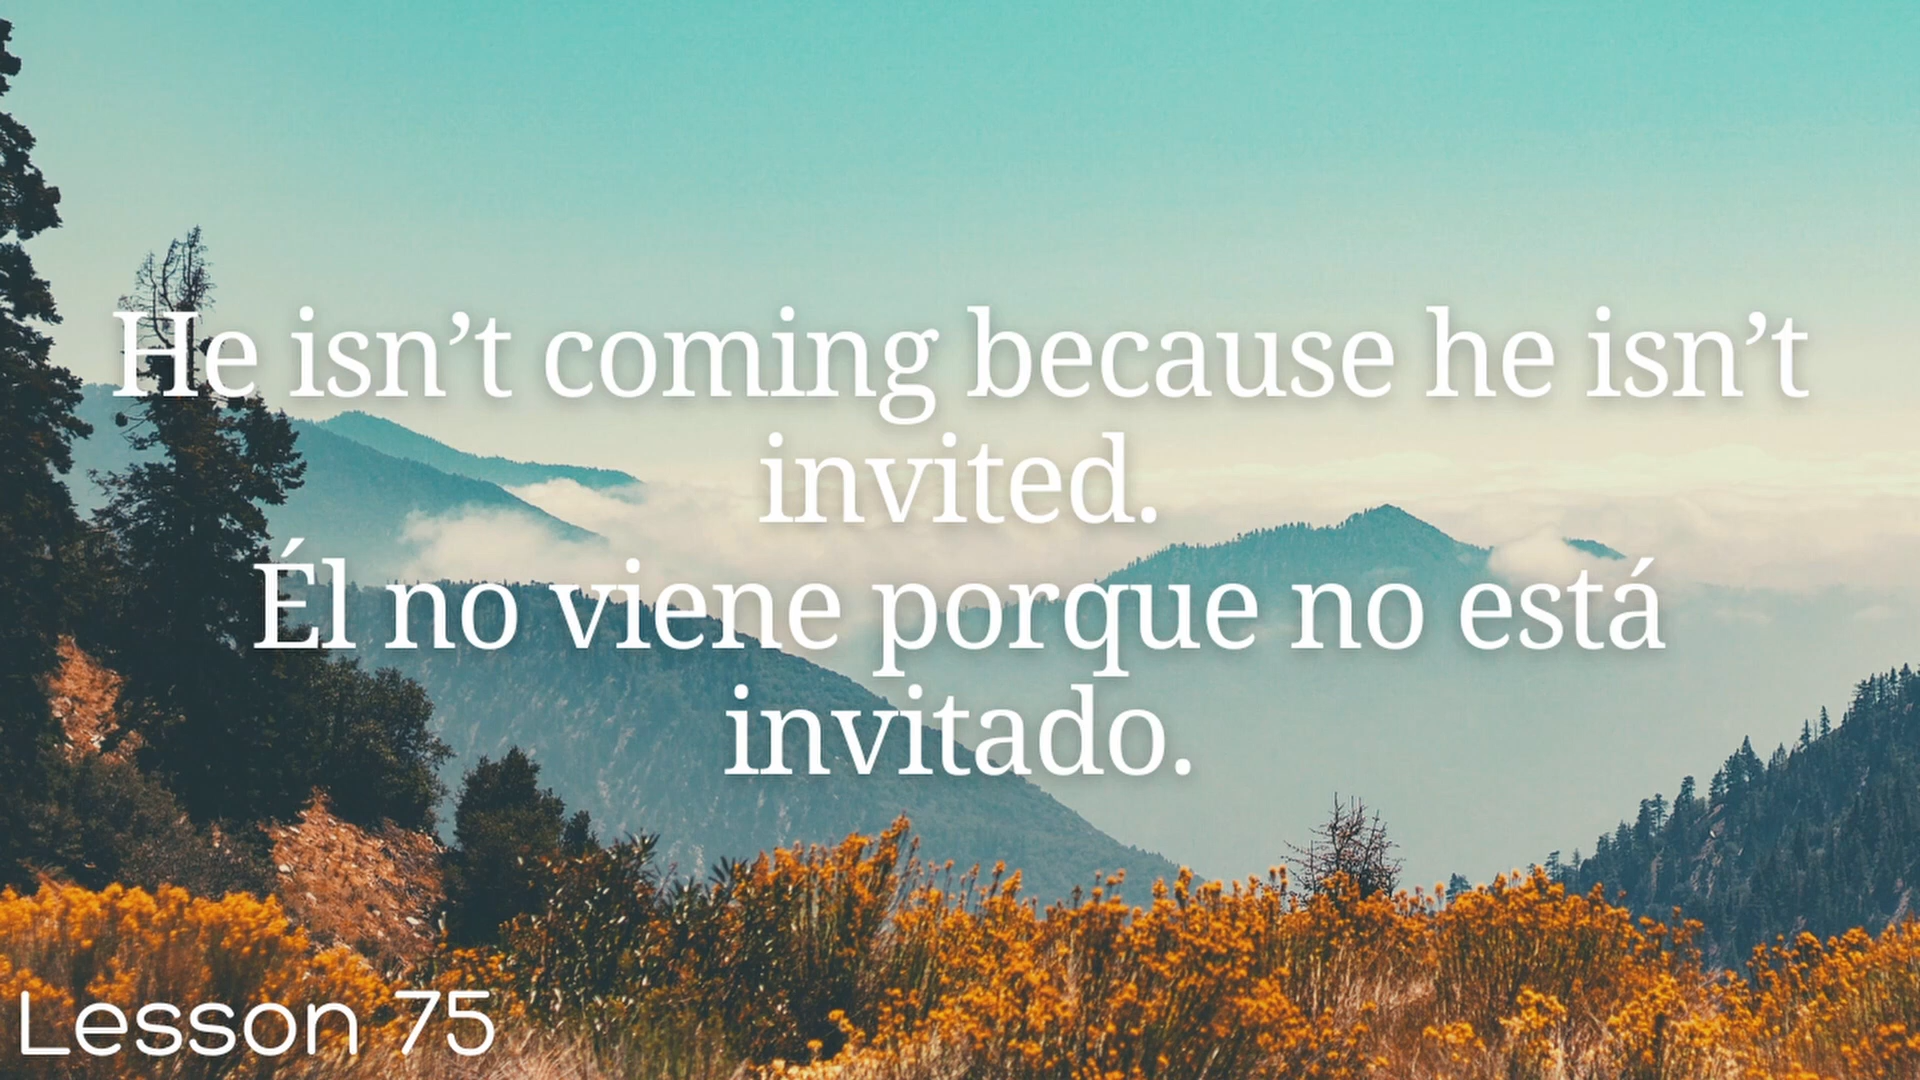 He isn’t coming because he isn’t
invited.
Él no viene porque no está
invitado.
Lesson 75